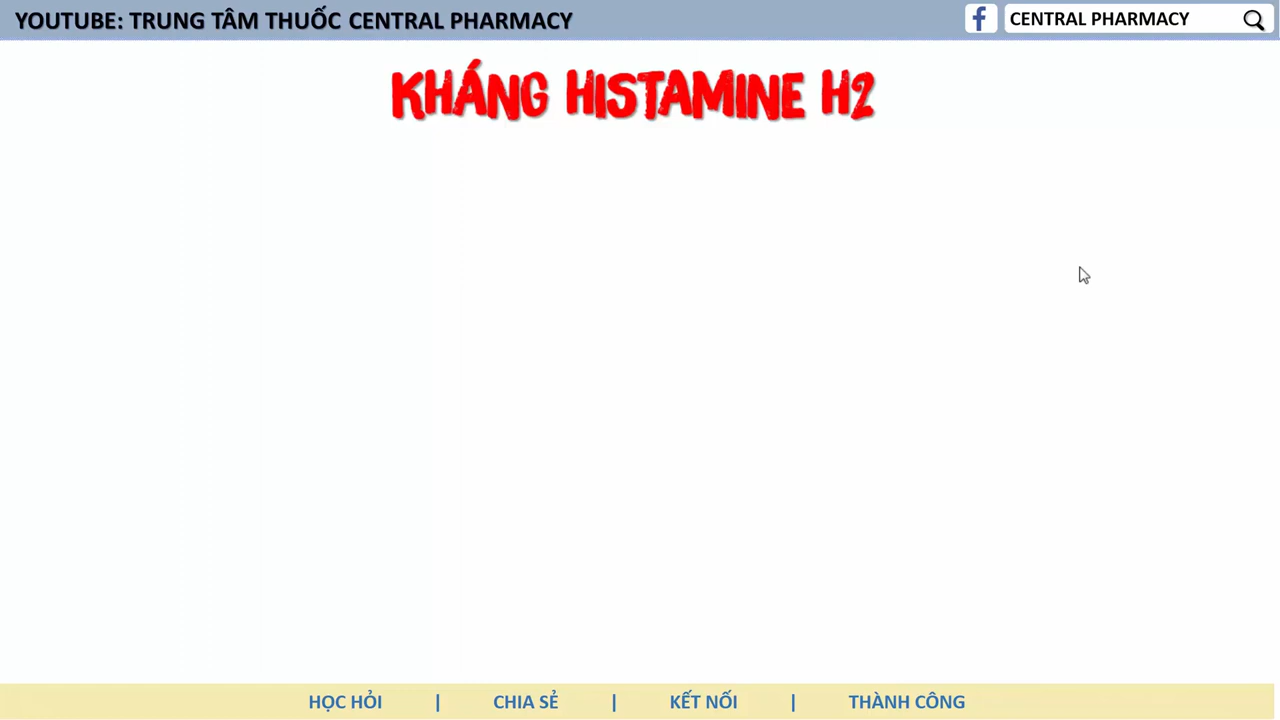 YOUTUBE: TRUNG TÂM THUỐC CENTRAL PHARMACY
CENTRAL PHARMACY
KHÁNG HISTAMINE H2
HỌC HỎI | CHIA SẺ | KẾT NỐI | THÀNH CÔNG